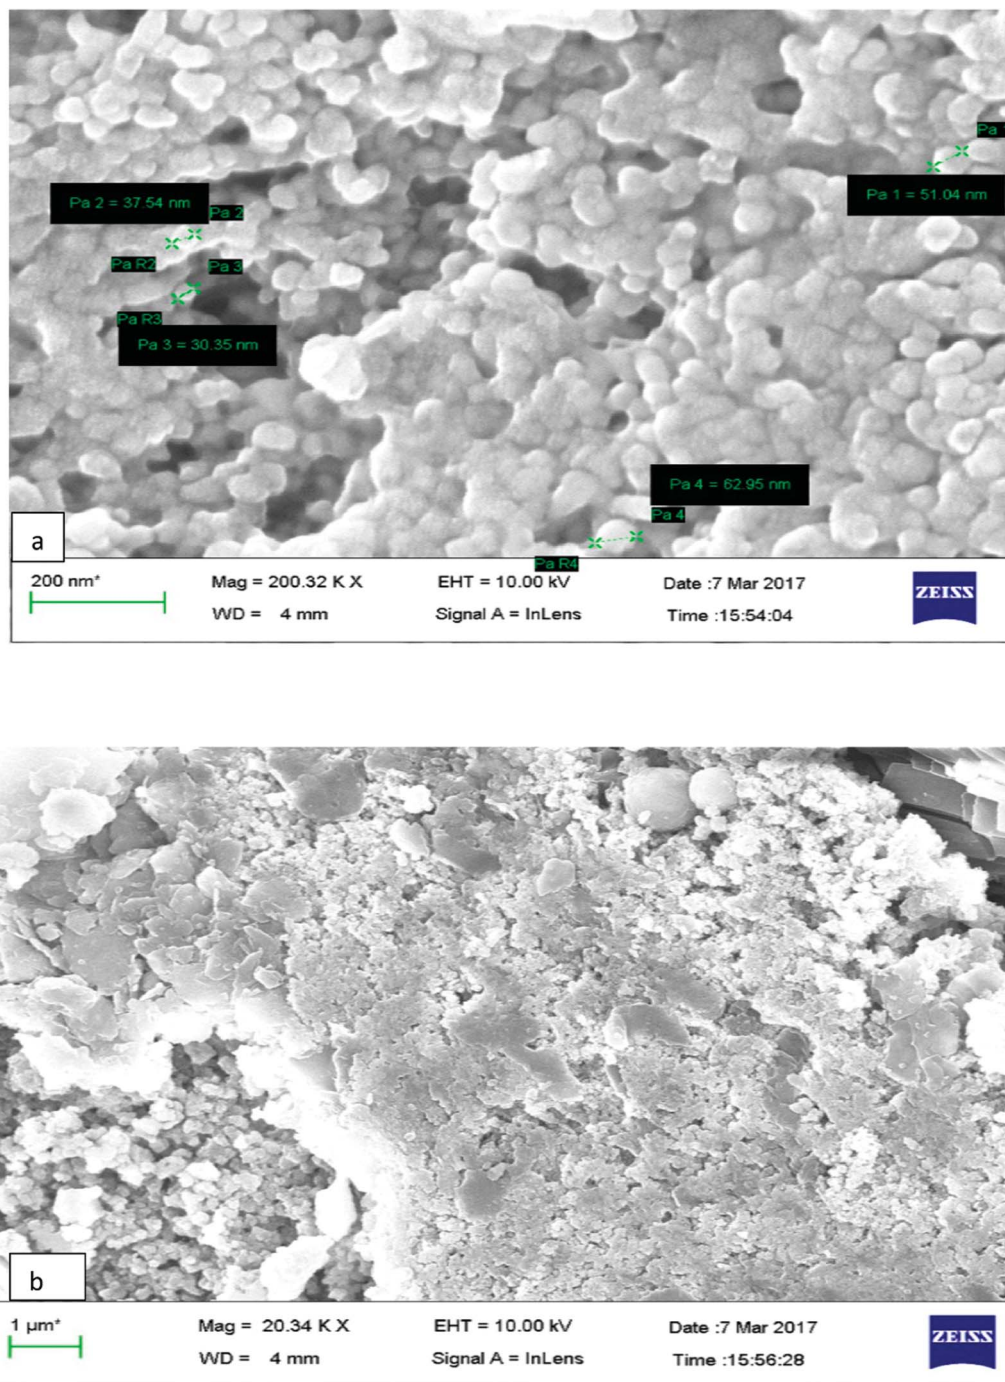 Pa
Pa 1 = 51.04 nm
Pa 2 = 37.54 nm
Pa 2
Pa R2
Pa 3
Pa R3
Pa 3 = 30.35 nm
Pa 4 = 62.95 nm
Pa 4
Pa R4
a
200 nm*
Mag = 200.32 K X
EHT = 10.00 kV
Date :7 Mar 2017
ZEISS
WD = 4 mm
Signal A = InLens
Time :15:54:04
b
1 µm*
Mag = 20.34 K X
EHT = 10.00 kV
Date :7 Mar 2017
ZEISS
WD = 4 mm
Signal A = InLens
Time :15:56:28